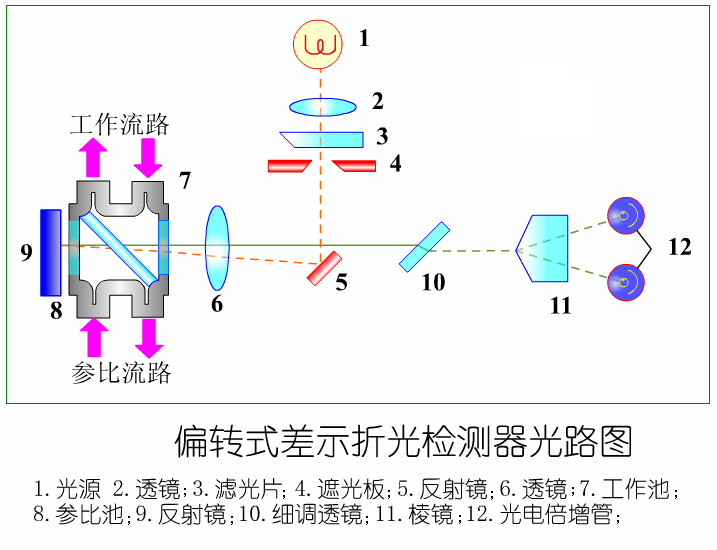 1
2
工作流路
3
4
7
9
12
5
10
11
6
8
参比流路
偏转式差示折光检测器光路图
1.光源 2.透镜;3.滤光片;4.遮光板;5.反射镜;6.透镜;7.工作池;
8.参比池;9.反射镜;10.细调透镜;11.棱镜;12.光电倍增管;